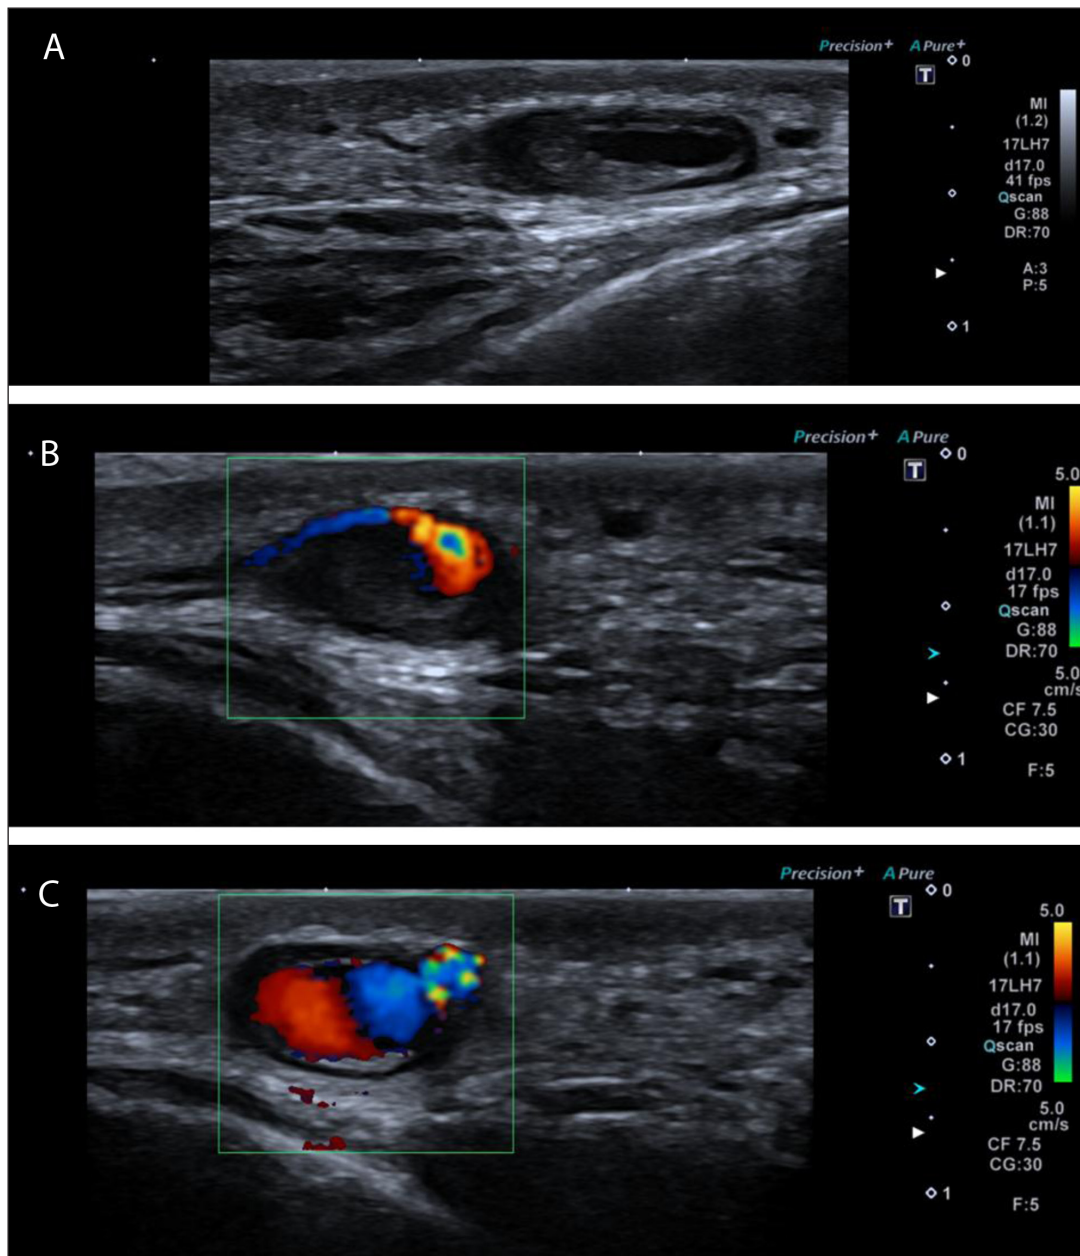 A
Precision+ A Pure+
T
0
MI
(1.2)
17LH7
d17.0
41 fps
Qscan
G:88
DR:70
A:3
P:5
1
B
Precision+ A Pure
T
0
5.0
MI
(1.1)
17LH7
d17.0
17 fps
Qscan
G:88
DR:70
5.0
cm/s
CF 7.5
CG:30
1
F:5
C
Precision+ A Pure
T
0
5.0
MI
(1.1)
17LH7
d17.0
17 fps
Qscan
G:88
DR:70
5.0
cm/s
CF 7.5
CG:30
1
F:5